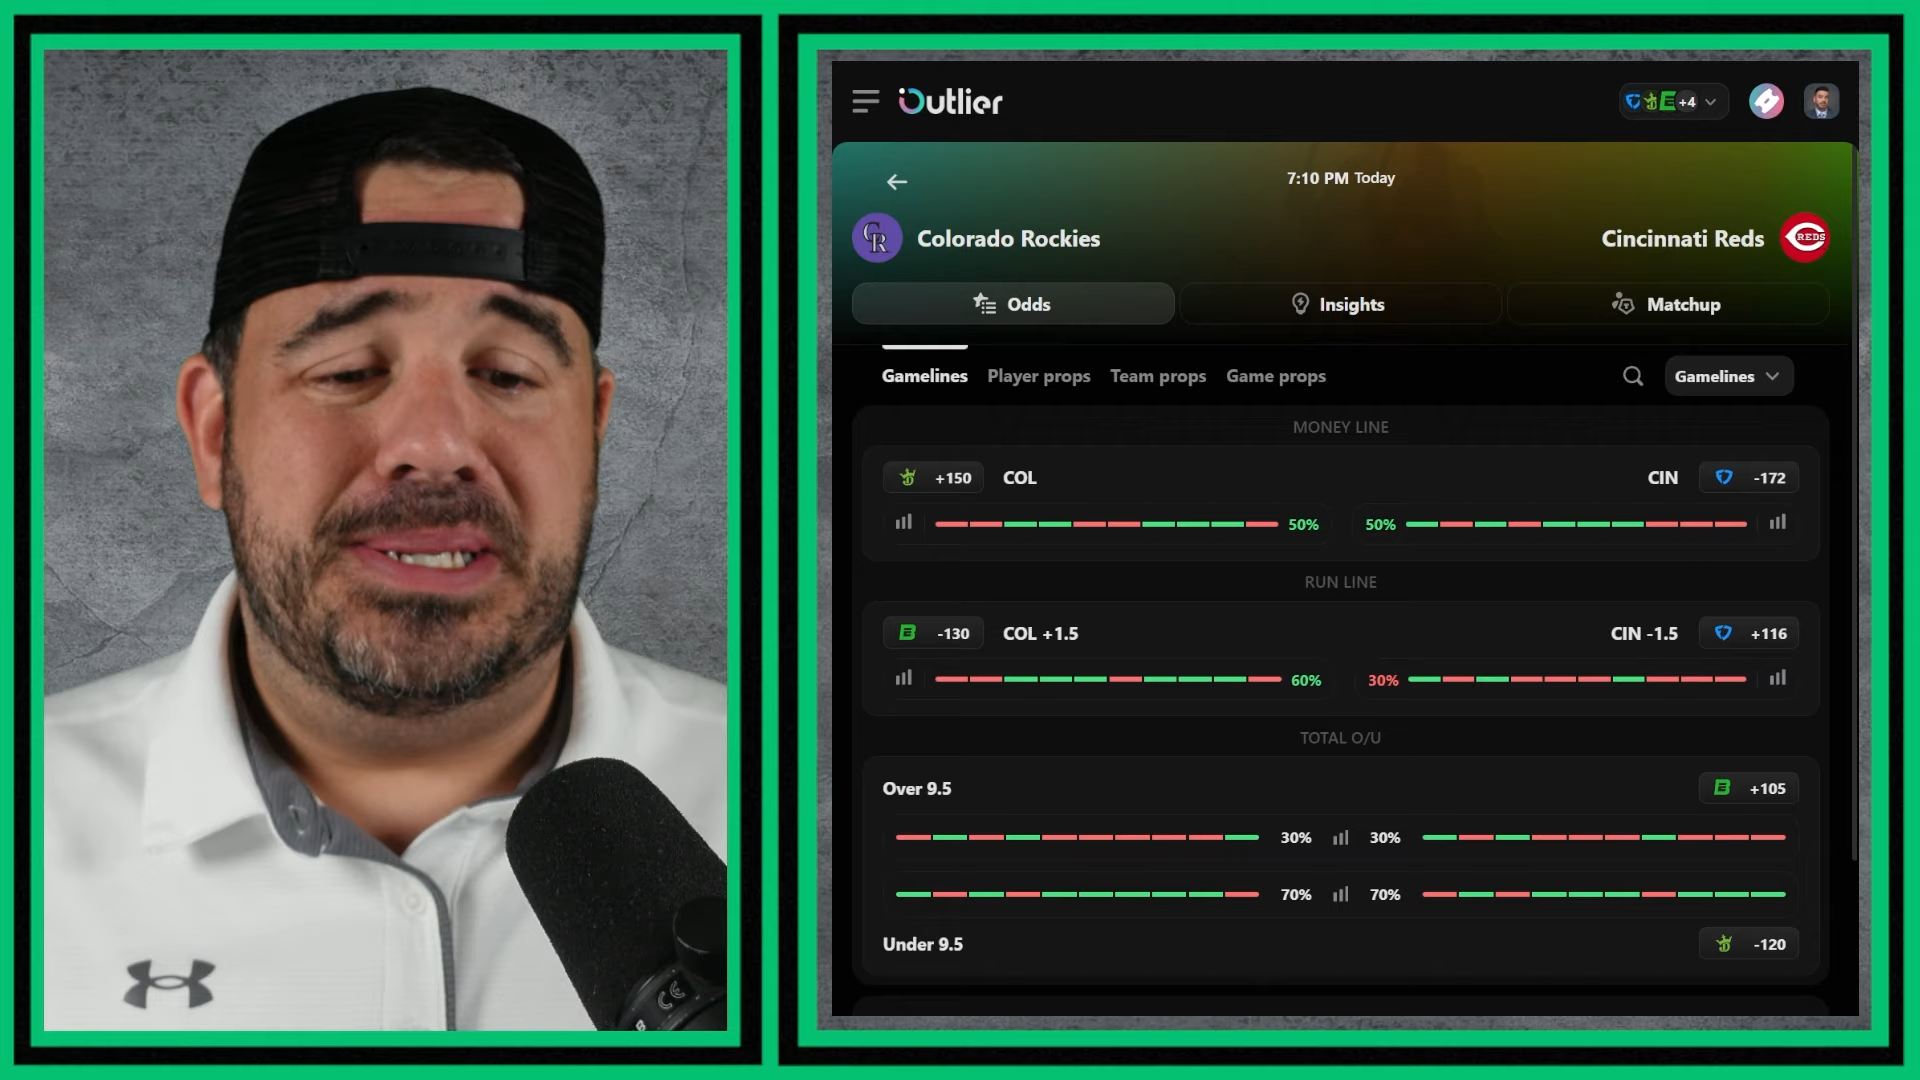 Outlier
+4
7:10 PM Today
CR
Colorado Rockies
Cincinnati Reds
REDS
Odds
Insights
Matchup
Gamelines
Player props
Team props
Game props
Gamelines
MONEY LINE
+150
COL
CIN
-172
50%
50%
RUN LINE
-130
COL +1.5
CIN -1.5
+116
60%
30%
TOTAL O/U
Over 9.5
+105
30%
30%
70%
70%
Under 9.5
-120